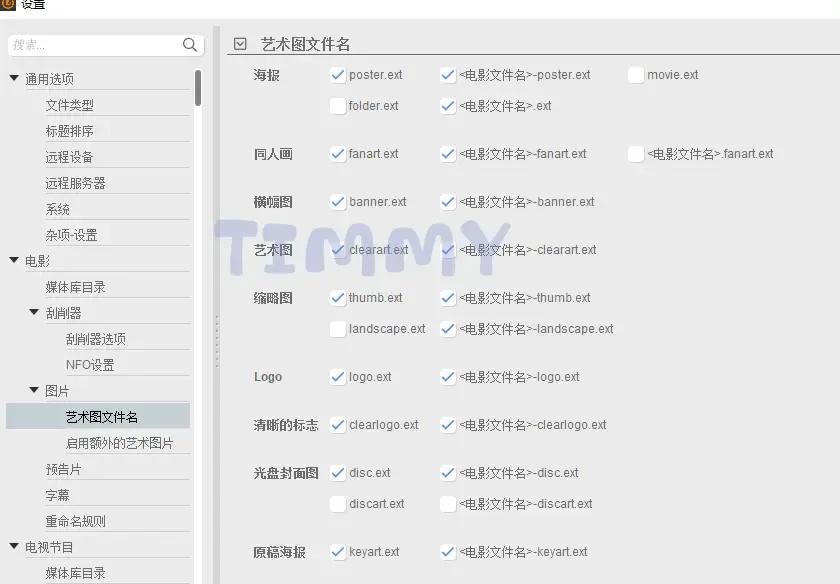 设置
搜索...
通用选项
文件类型
标题排序
远程设备
远程服务器
系统
杂项-设置
电影
媒体库目录
刮削器
刮削器选项
NFO设置
图片
艺术图文件名
启用额外的艺术图片
预告片
字幕
重命名规则
电视节目
媒体库目录
艺术图文件名
海报 poster.ext <电影文件名>-poster.ext movie.ext
folder.ext <电影文件名>.ext
同人画 fanart.ext <电影文件名>-fanart.ext <电影文件名>.fanart.ext
横幅图 banner.ext <电影文件名>-banner.ext
TIMMY
艺术图 clearart.ext <电影文件名>-clearart.ext
缩略图 thumb.ext <电影文件名>-thumb.ext
landscape.ext <电影文件名>-landscape.ext
Logo logo.ext <电影文件名>-logo.ext
清晰的标志 clearlogo.ext <电影文件名>-clearlogo.ext
光盘封面图 disc.ext <电影文件名>-disc.ext
discart.ext <电影文件名>-discart.ext
原稿海报 keyart.ext <电影文件名>-keyart.ext